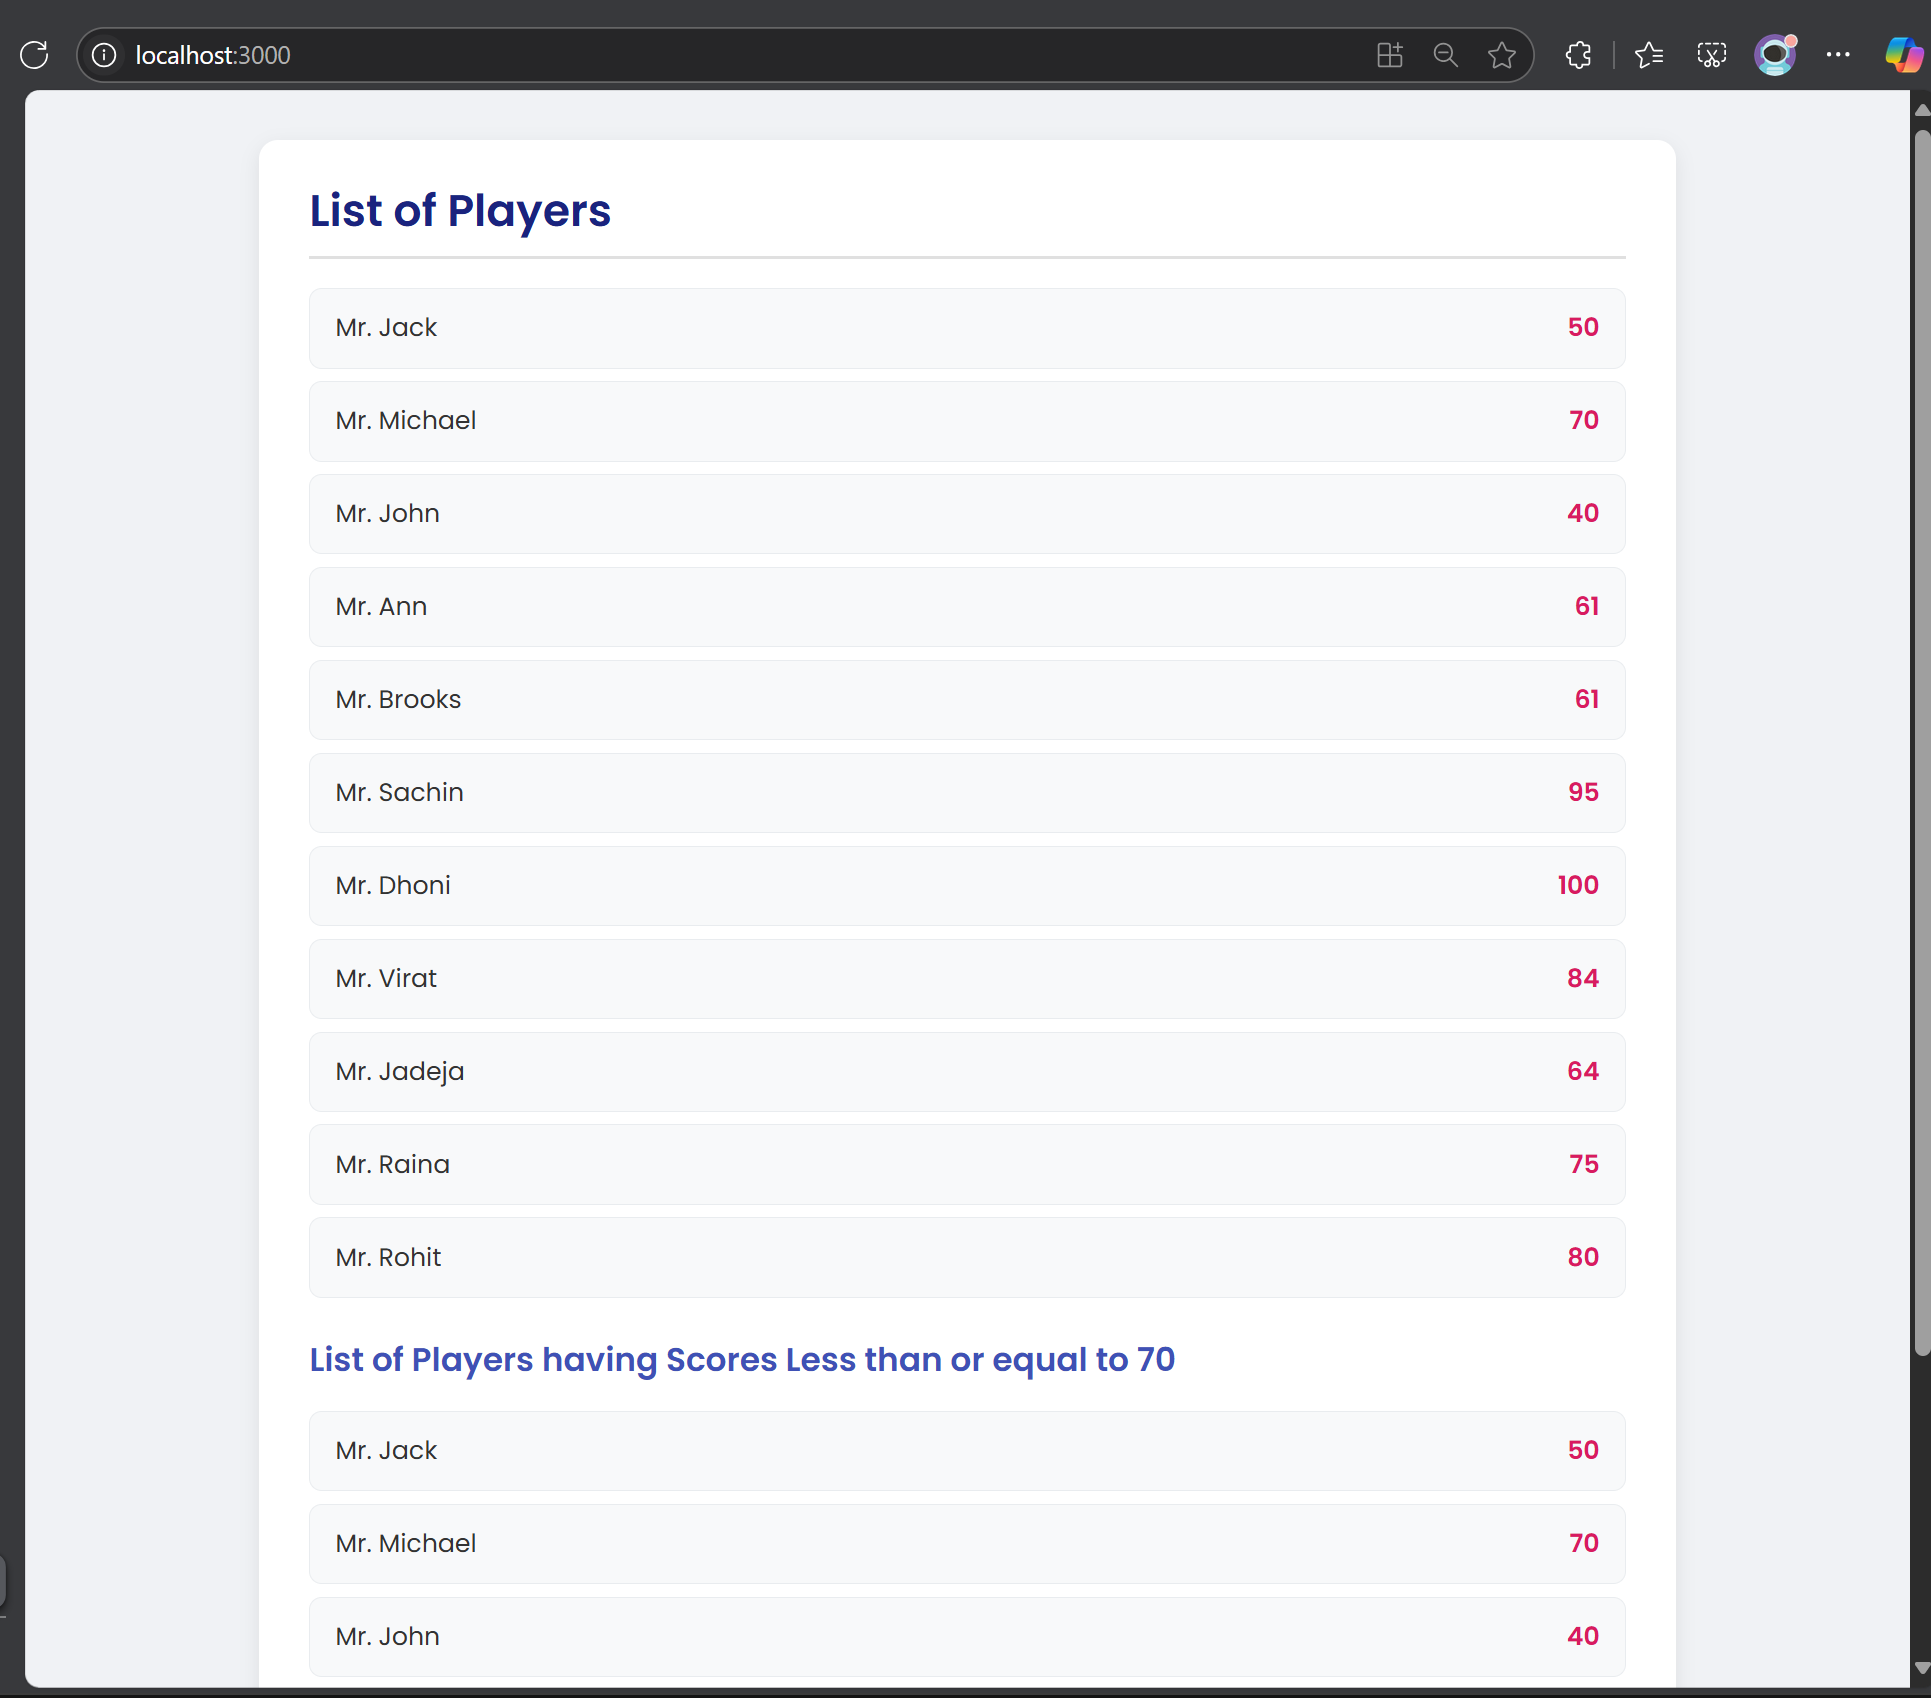 localhost:3000
List of Players
Mr. Jack 50
Mr. Michael 70
Mr. John 40
Mr. Ann 61
Mr. Brooks 61
Mr. Sachin 95
Mr. Dhoni 100
Mr. Virat 84
Mr. Jadeja 64
Mr. Raina 75
Mr. Rohit 80
List of Players having Scores Less than or equal to 70
Mr. Jack 50
Mr. Michael 70
Mr. John 40